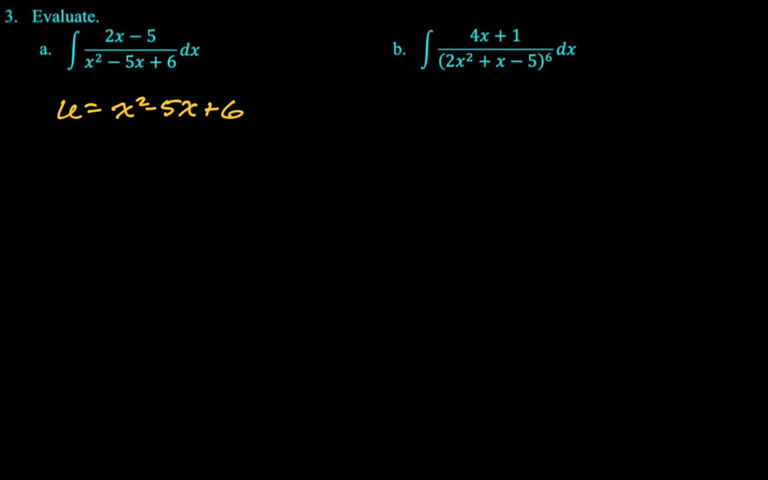 3. Evaluate.
a. ∫ (2x − 5)/(x² − 5x + 6) dx
b. ∫ (4x + 1)/(2x² + x − 5)⁶ dx
u = x² − 5x + 6